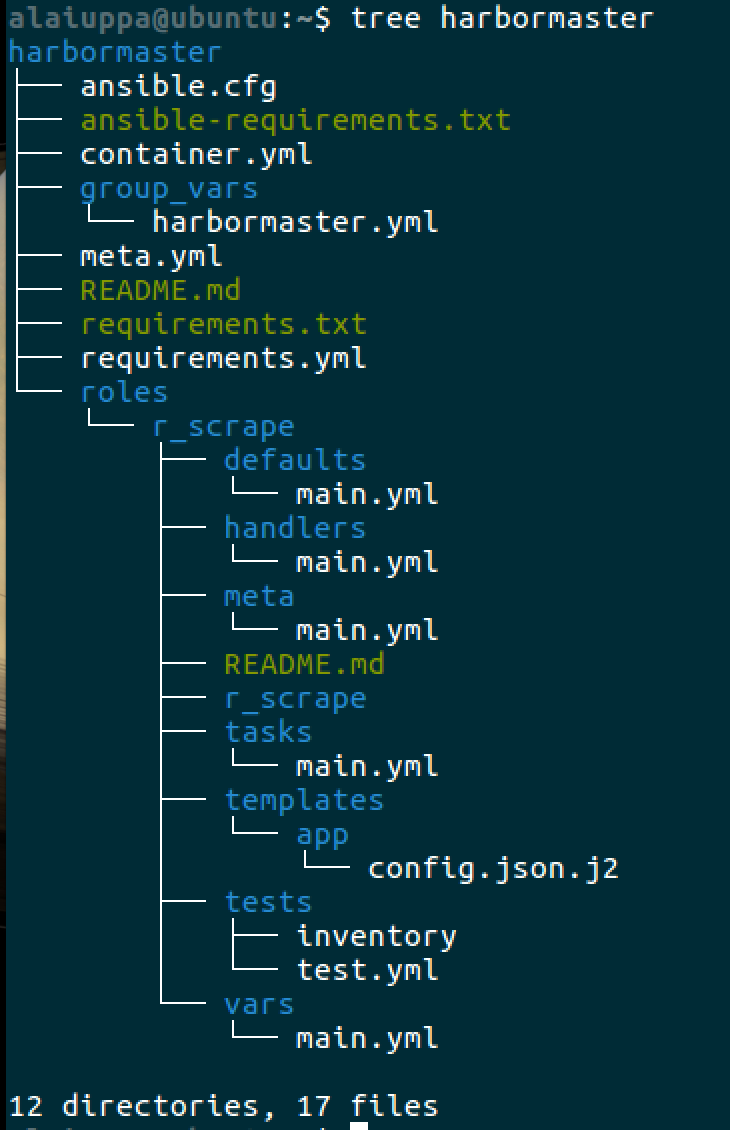 alaiuppa@ubuntu:~$ tree harbormaster
harbormaster
├── ansible.cfg
├── ansible-requirements.txt
├── container.yml
├── group_vars
│   └── harbormaster.yml
├── meta.yml
├── README.md
├── requirements.txt
├── requirements.yml
└── roles
    └── r_scrape
        ├── defaults
        │   └── main.yml
        ├── handlers
        │   └── main.yml
        ├── meta
        │   └── main.yml
        ├── README.md
        ├── r_scrape
        ├── tasks
        │   └── main.yml
        ├── templates
        │   └── app
        │       └── config.json.j2
        ├── tests
        │   ├── inventory
        │   └── test.yml
        └── vars
            └── main.yml

12 directories, 17 files